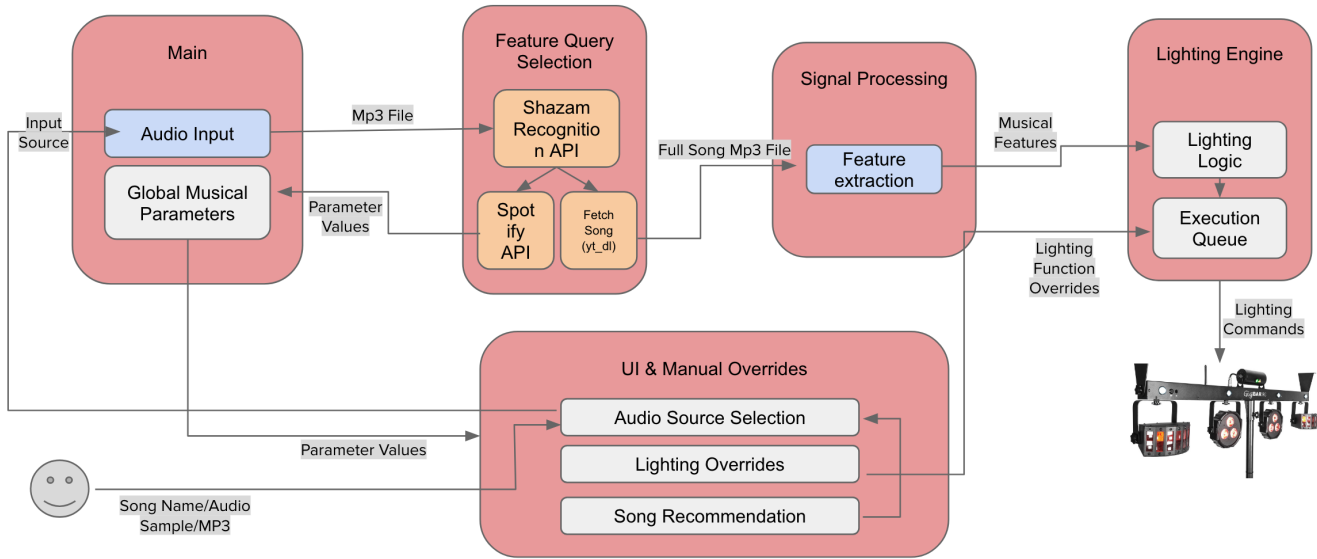 Main
Feature Query
Selection
Signal Processing
Lighting Engine
Input
Source
Audio Input
Mp3 File
Shazam
Recognitio
n API
Full Song Mp3 File
Feature
extraction
Musical
Features
Lighting
Logic
Global Musical
Parameters
Parameter
Values
Spot
ify
API
Fetch
Song
(yt_dl)
Execution
Queue
Lighting
Function
Overrides
Lighting
Commands
UI & Manual Overrides
Audio Source Selection
Parameter Values
Lighting Overrides
Song Name/Audio
Sample/MP3
Song Recommendation